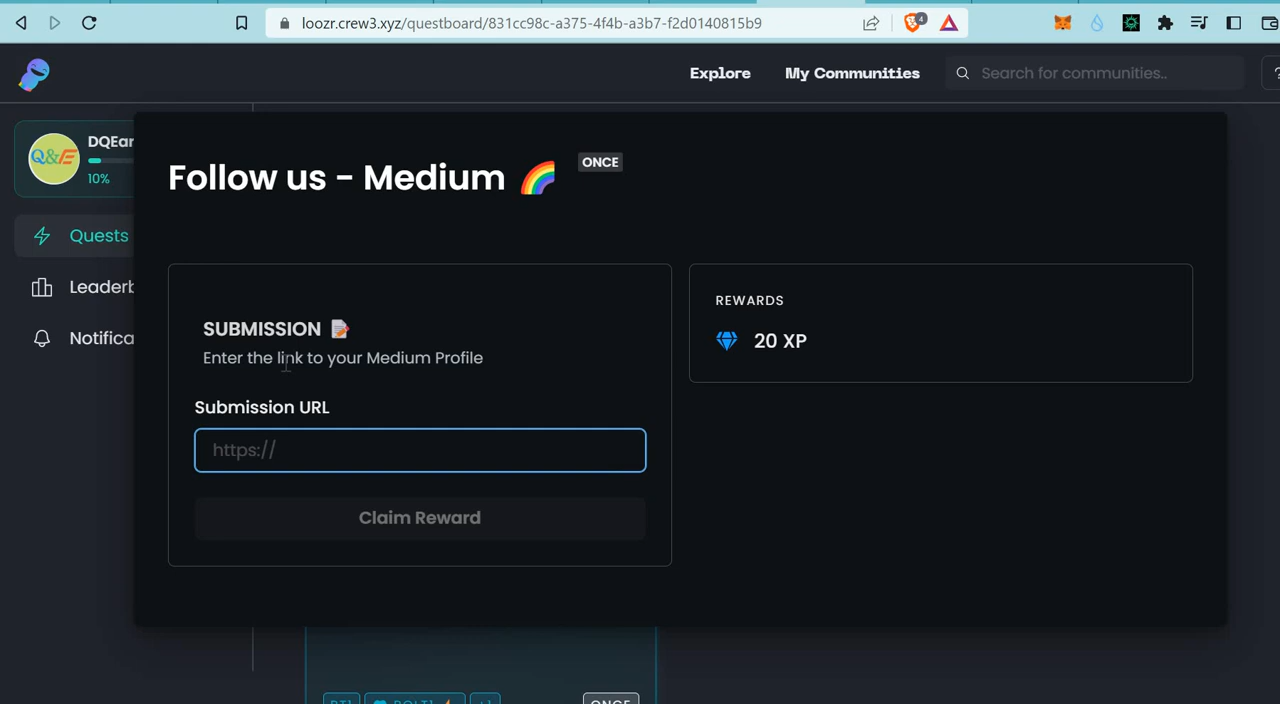 loozr.crew3.xyz/questboard/831cc98c-a375-4f4b-a3b7-f2d0140815b9
4
Explore
My Communities
Search for communities..
?
Q&E
DQEar
10%
Quests
Leaderb
Notifica
Follow us - Medium 🌈
ONCE
SUBMISSION 📝
Enter the link to your Medium Profile
Submission URL
https://
Claim Reward
REWARDS
20 XP
ONCE